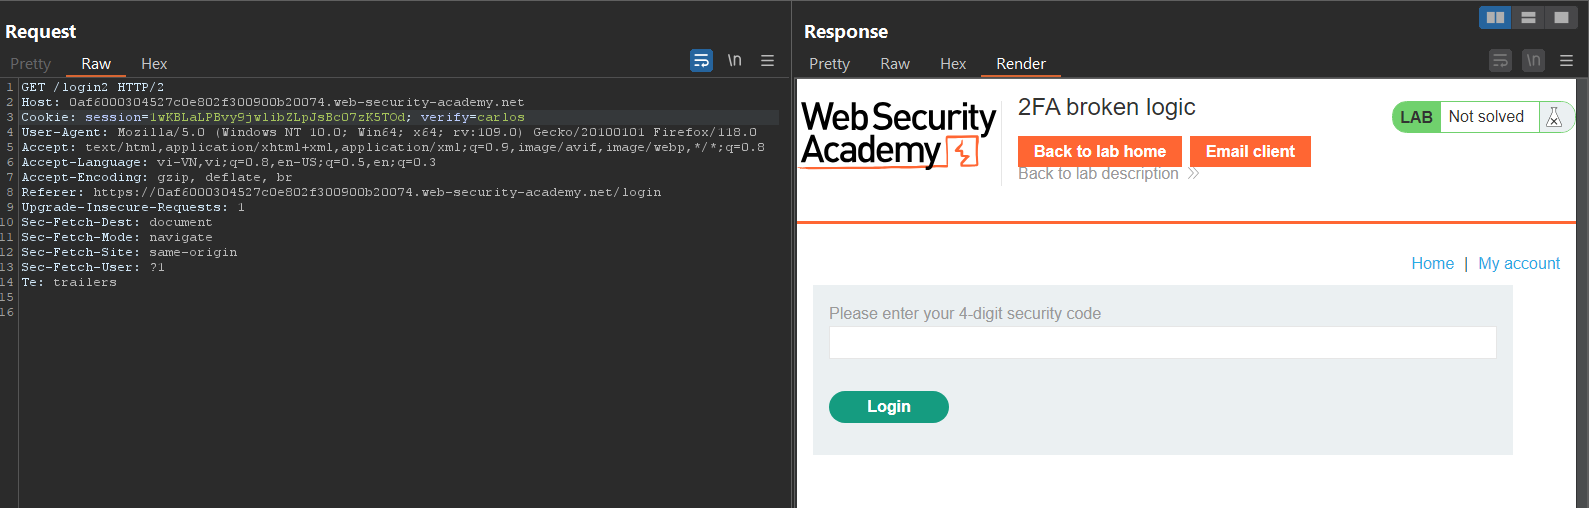 Request
Pretty Raw Hex
\n
1 GET /login2 HTTP/2
2 Host: 0af6000304527c0e802f300900b20074.web-security-academy.net
3 Cookie: session=1wKBLaLPBvy9jwlibZLpJsBcO7zK5TOd; verify=carlos
4 User-Agent: Mozilla/5.0 (Windows NT 10.0; Win64; x64; rv:109.0) Gecko/20100101 Firefox/118.0
5 Accept: text/html,application/xhtml+xml,application/xml;q=0.9,image/avif,image/webp,*/*;q=0.8
6 Accept-Language: vi-VN,vi;q=0.8,en-US;q=0.5,en;q=0.3
7 Accept-Encoding: gzip, deflate, br
8 Referer: https://0af6000304527c0e802f300900b20074.web-security-academy.net/login
9 Upgrade-Insecure-Requests: 1
10 Sec-Fetch-Dest: document
11 Sec-Fetch-Mode: navigate
12 Sec-Fetch-Site: same-origin
13 Sec-Fetch-User: ?1
14 Te: trailers
15
16
Response
Pretty Raw Hex Render
\n
Web Security
Academy
2FA broken logic
LAB Not solved
Back to lab home Email client
Back to lab description
Home | My account
Please enter your 4-digit security code
Login